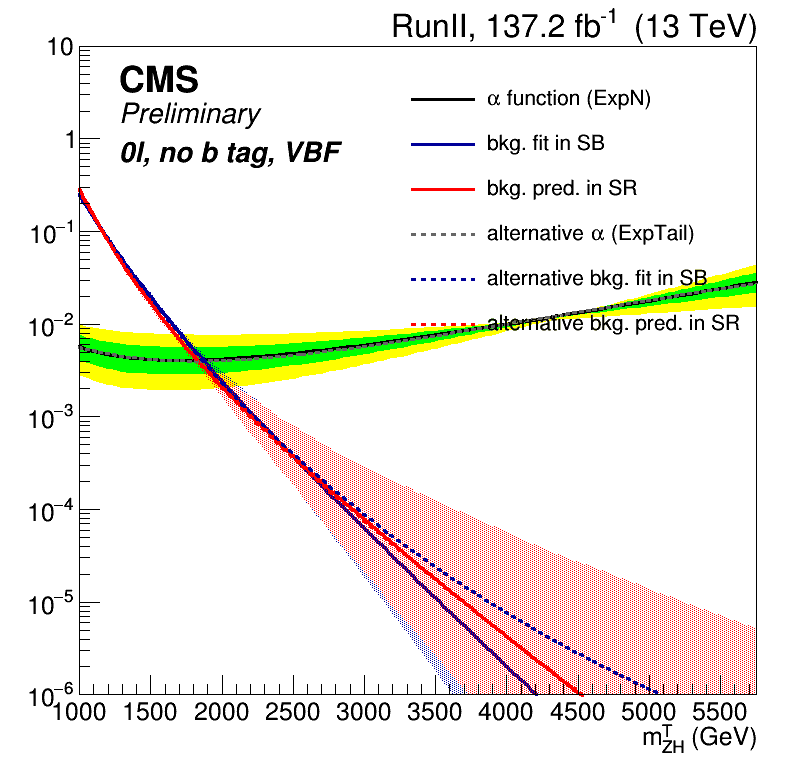 RunII, 137.2 fb⁻¹ (13 TeV)
CMS
Preliminary
0l, no b tag, VBF
α function (ExpN)
bkg. fit in SB
bkg. pred. in SR
alternative α (ExpTail)
alternative bkg. fit in SB
alternative bkg. pred. in SR
10
1
10⁻¹
10⁻²
10⁻³
10⁻⁴
10⁻⁵
10⁻⁶
1000 1500 2000 2500 3000 3500 4000 4500 5000 5500
m^T_ZH (GeV)